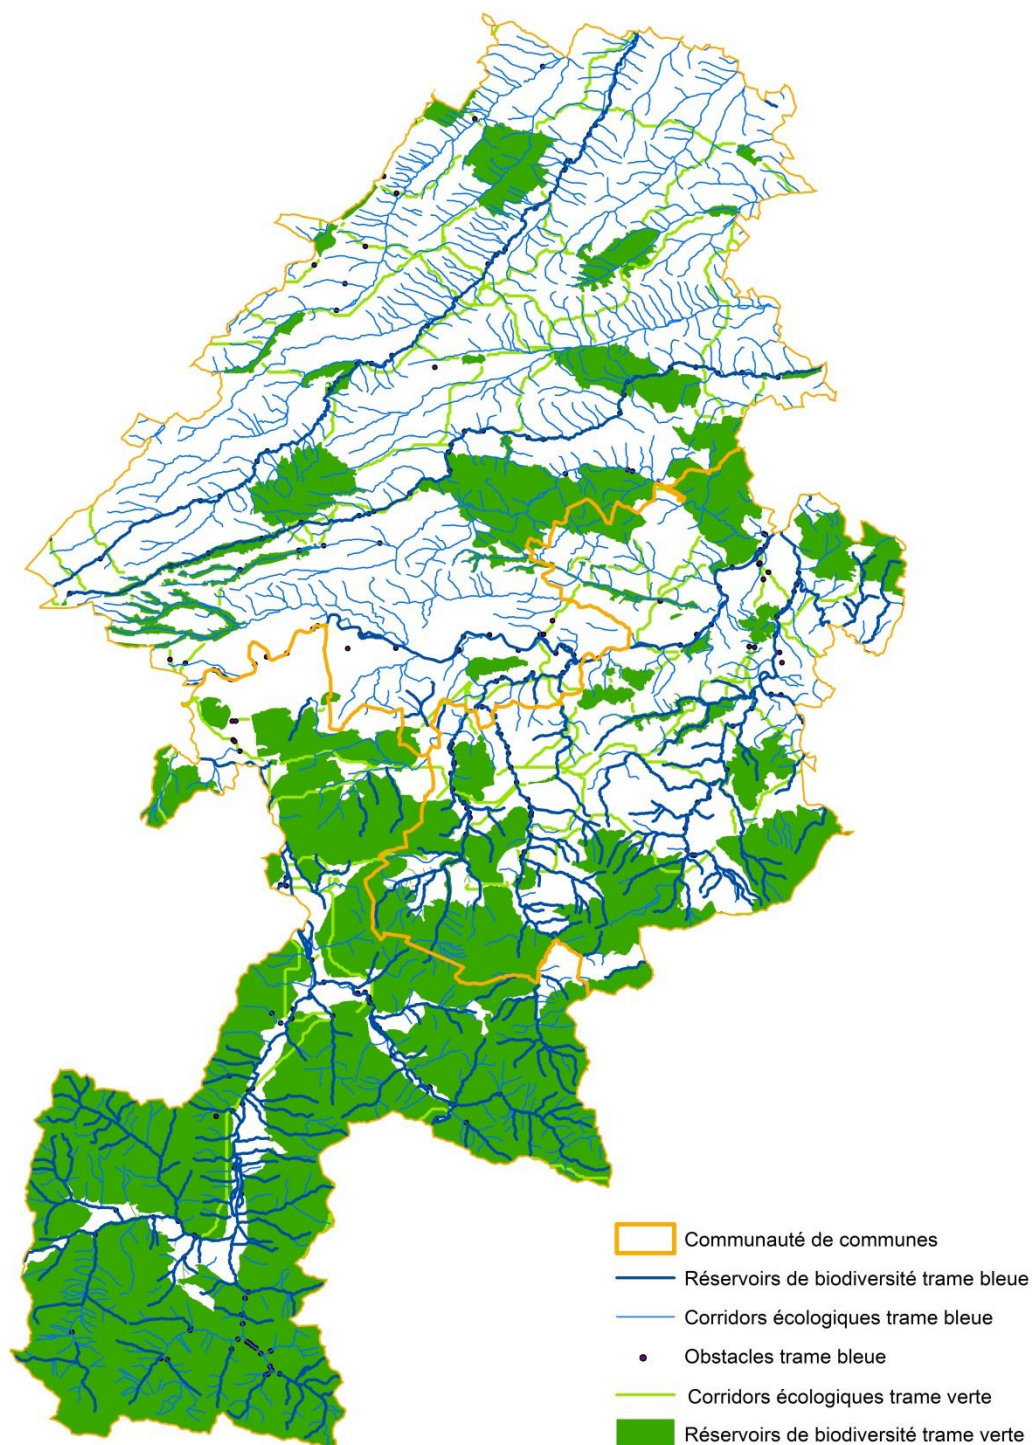 Communauté de communes
Réservoirs de biodiversité trame bleue
Corridors écologiques trame bleue
Obstacles trame bleue
Corridors écologiques trame verte
Réservoirs de biodiversité trame verte